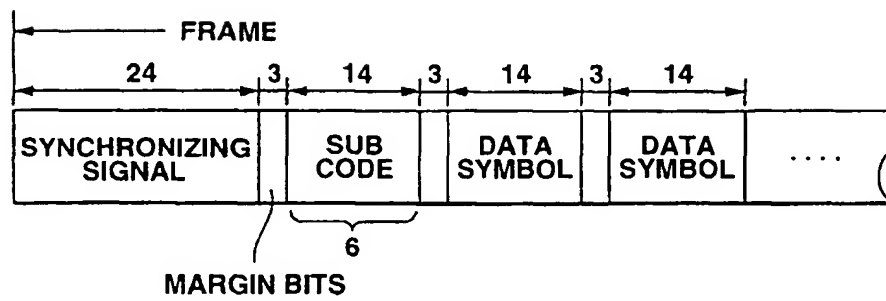 FRAME
24 3 14 3 14 3 14
SYNCHRONIZING SIGNAL
SUB CODE
DATA SYMBOL
DATA SYMBOL
....
6
MARGIN BITS